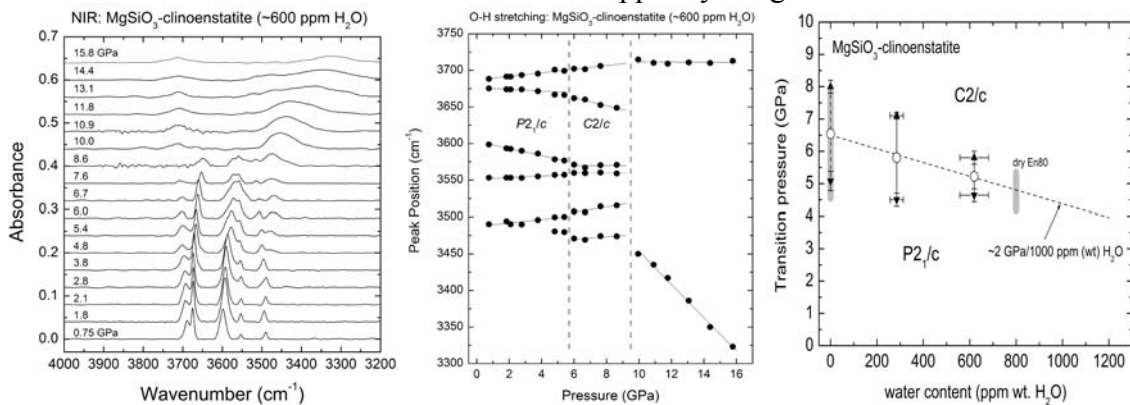 NIR: MgSiO₃-clinoenstatite (~600 ppm H₂O)
Absorbance
0.8
0.7
0.6
0.5
0.4
0.3
0.2
0.1
0.0
15.8 GPa
14.4
13.1
11.8
10.9
10.0
8.6
7.6
6.7
6.0
5.4
4.8
3.8
2.8
2.1
1.8
0.75 GPa
4000 3900 3800 3700 3600 3500 3400 3300 3200
Wavenumber (cm⁻¹)
O-H stretching: MgSiO₃-clinoenstatite (~600 ppm H₂O)
Peak Position (cm⁻¹)
3750
3700
3650
3600
3550
3500
3450
3400
3350
3300
P2₁/c
C2/c
0 2 4 6 8 10 12 14 16
Pressure (GPa)
MgSiO₃-clinoenstatite
Transition pressure (GPa)
10
9
8
7
6
5
4
3
2
1
0
C2/c
dry En80
P2₁/c
~2 GPa/1000 ppm (wt) H₂O
0 200 400 600 800 1000 1200
water content (ppm wt. H₂O)